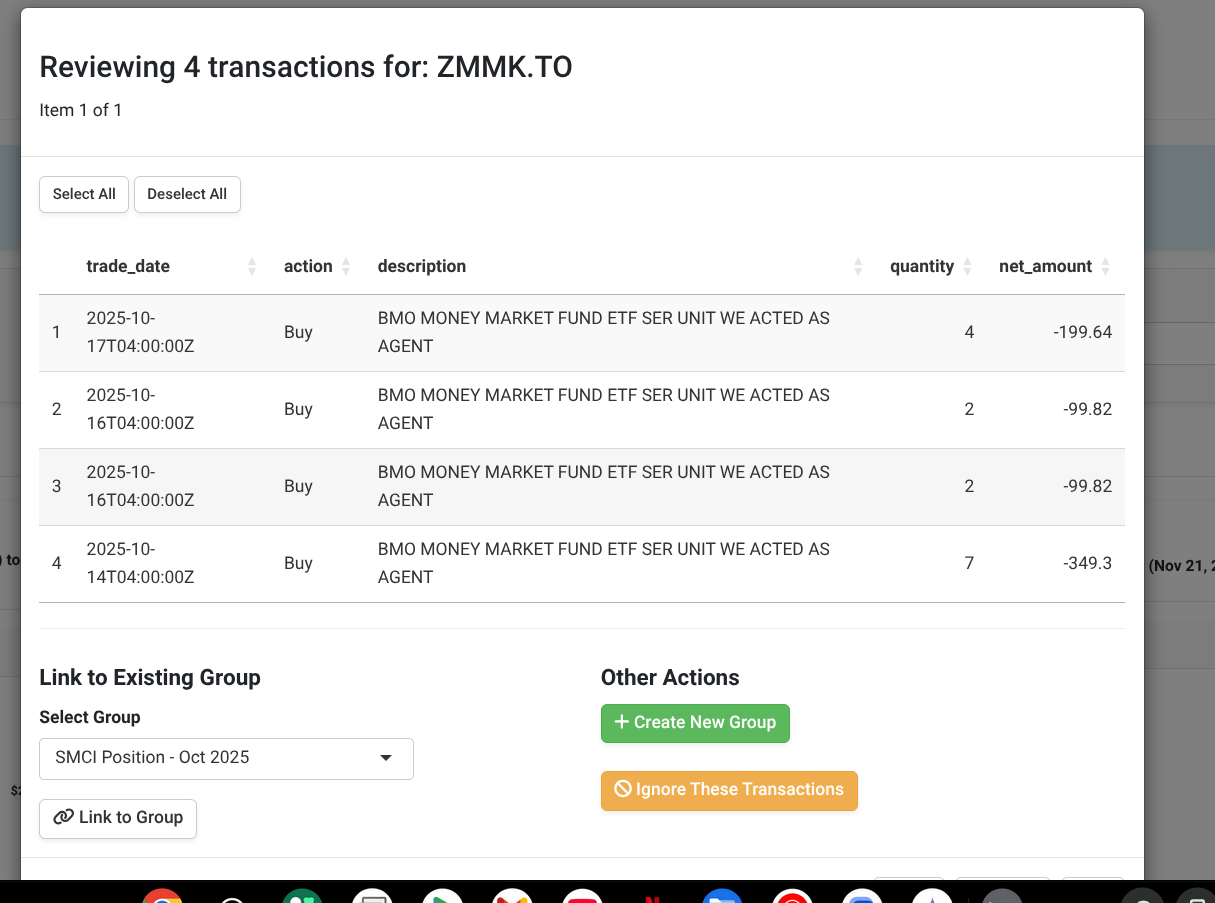 Reviewing 4 transactions for: ZMMK.TO
Item 1 of 1
Select All
Deselect All
trade_date action description quantity net_amount
1 2025-10-17T04:00:00Z Buy BMO MONEY MARKET FUND ETF SER UNIT WE ACTED AS AGENT 4 -199.64
2 2025-10-16T04:00:00Z Buy BMO MONEY MARKET FUND ETF SER UNIT WE ACTED AS AGENT 2 -99.82
3 2025-10-16T04:00:00Z Buy BMO MONEY MARKET FUND ETF SER UNIT WE ACTED AS AGENT 2 -99.82
4 2025-10-14T04:00:00Z Buy BMO MONEY MARKET FUND ETF SER UNIT WE ACTED AS AGENT 7 -349.3
) to
(Nov 21,
Link to Existing Group
Select Group
SMCI Position - Oct 2025
Link to Group
Other Actions
+ Create New Group
Ignore These Transactions